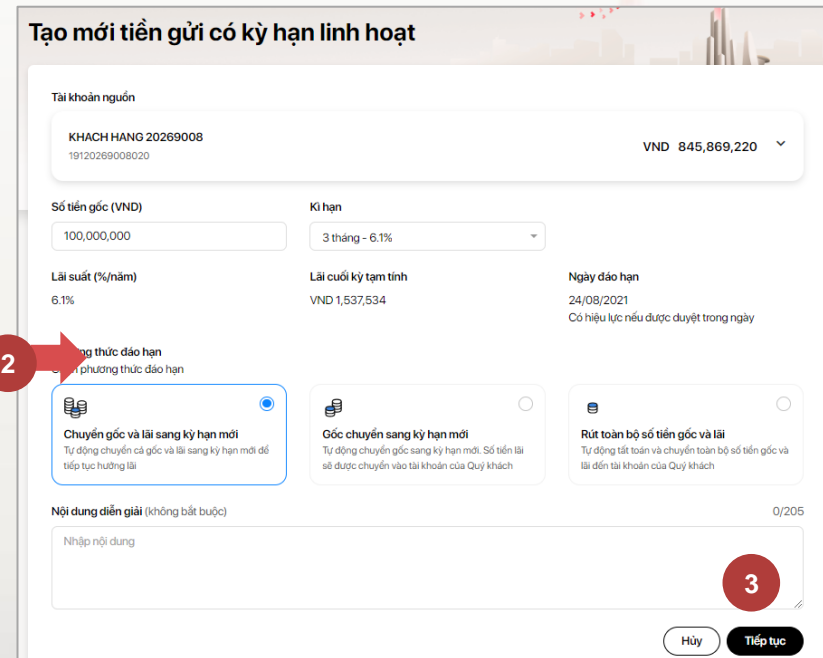 Tạo mới tiền gửi có kỳ hạn linh hoạt
Tài khoản nguồn
KHACH HANG 20269008
19120269008020
VND 845,869,220
Số tiền gốc (VND)
Kì hạn
100,000,000
3 tháng - 6.1%
Lãi suất (%/năm)
Lãi cuối kỳ tạm tính
Ngày đáo hạn
6.1%
VND 1,537,534
24/08/2021
Có hiệu lực nếu được duyệt trong ngày
2
thức đáo hạn
phương thức đáo hạn
Chuyển gốc và lãi sang kỳ hạn mới
Tự động chuyển cả gốc và lãi sang kỳ hạn mới để
tiếp tục hưởng lãi
Gốc chuyển sang kỳ hạn mới
Tự động chuyển gốc sang kỳ hạn mới. Số tiền lãi
sẽ được chuyển vào tài khoản của Quý khách
Rút toàn bộ số tiền gốc và lãi
Tự động tất toán và chuyển toàn bộ số tiền gốc và
lãi đến tài khoản của Quý khách
Nội dung diễn giải (không bắt buộc)
0/205
Nhập nội dung
3
Hủy
Tiếp tục